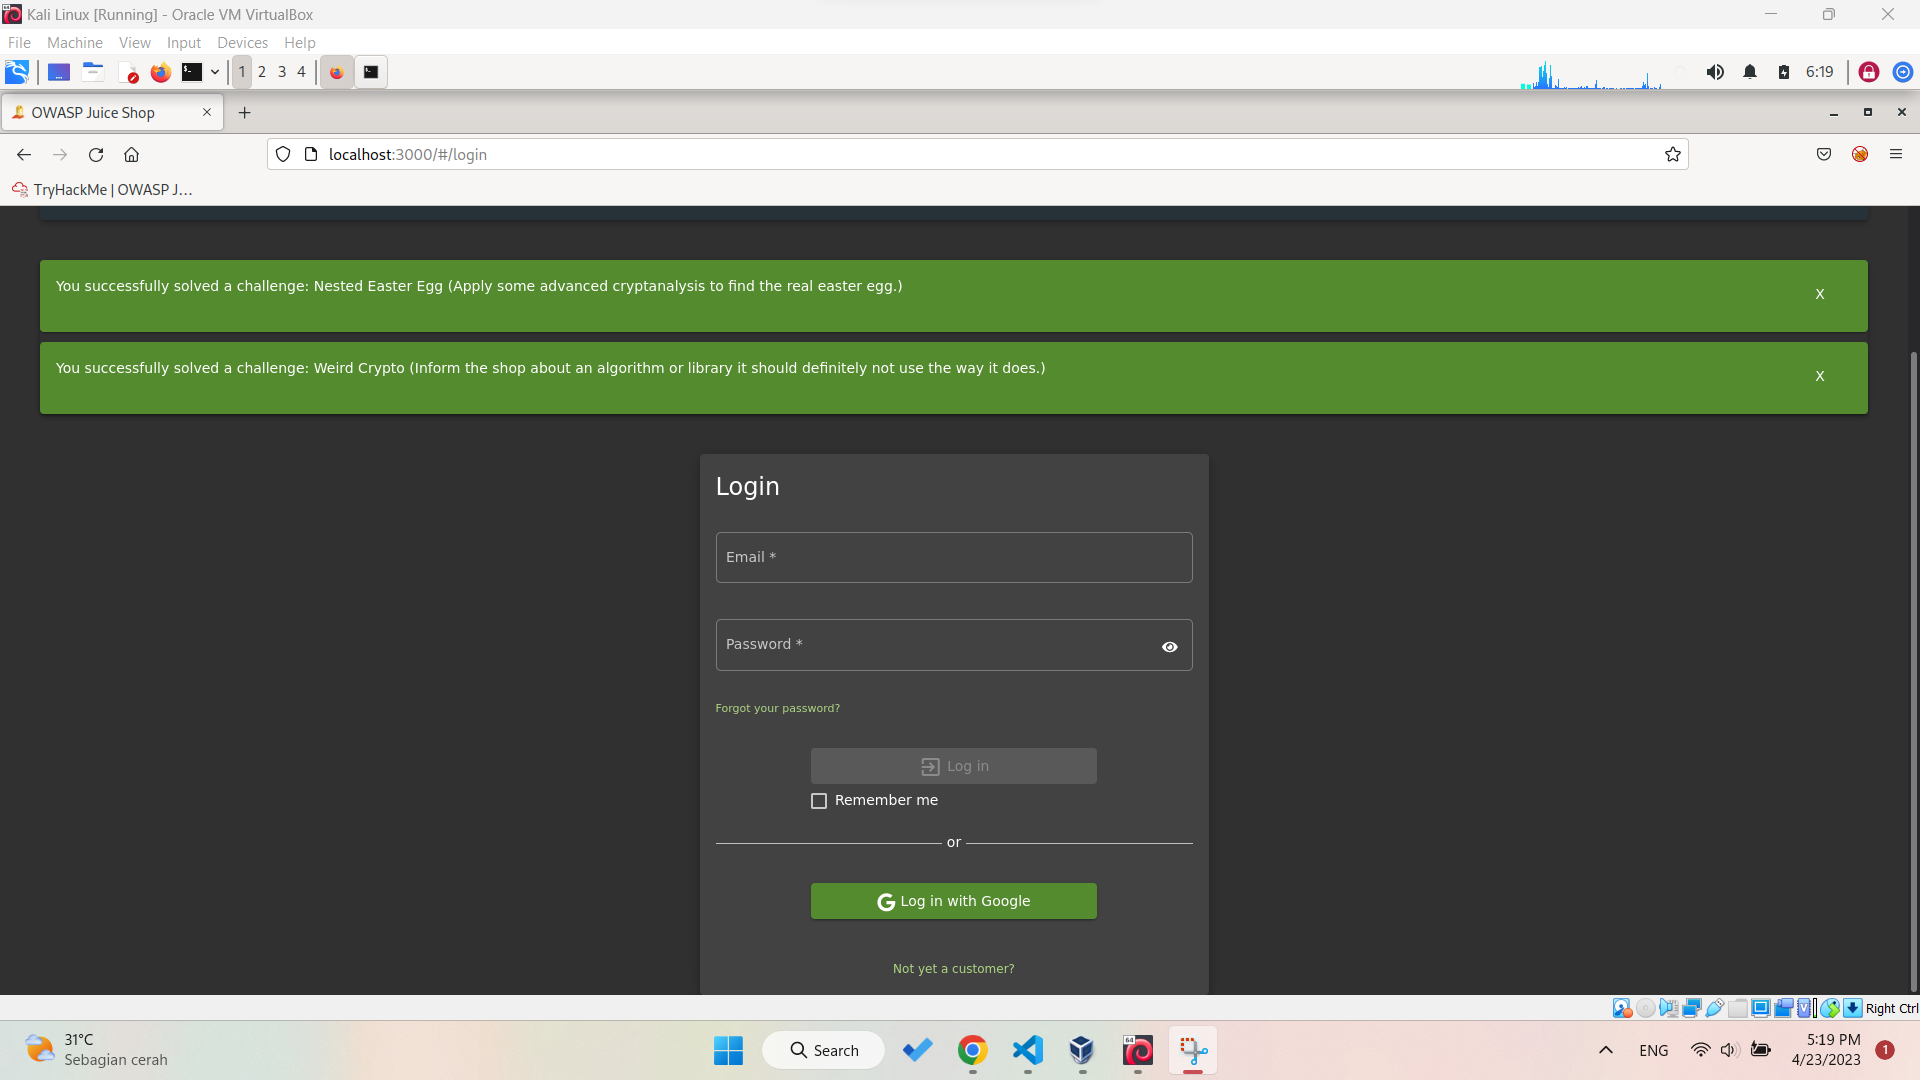 Kali Linux [Running] - Oracle VM VirtualBox
File Machine View Input Devices Help
1 2 3 4
6:19
OWASP Juice Shop
localhost:3000/#/login
TryHackMe | OWASP J...
You successfully solved a challenge: Nested Easter Egg (Apply some advanced cryptanalysis to find the real easter egg.)
X
You successfully solved a challenge: Weird Crypto (Inform the shop about an algorithm or library it should definitely not use the way it does.)
X
Login
Email *
Password *
Forgot your password?
Log in
Remember me
or
G Log in with Google
Not yet a customer?
Right Ctrl
31°C
Sebagian cerah
Search
64
ENG
5:19 PM
4/23/2023
1